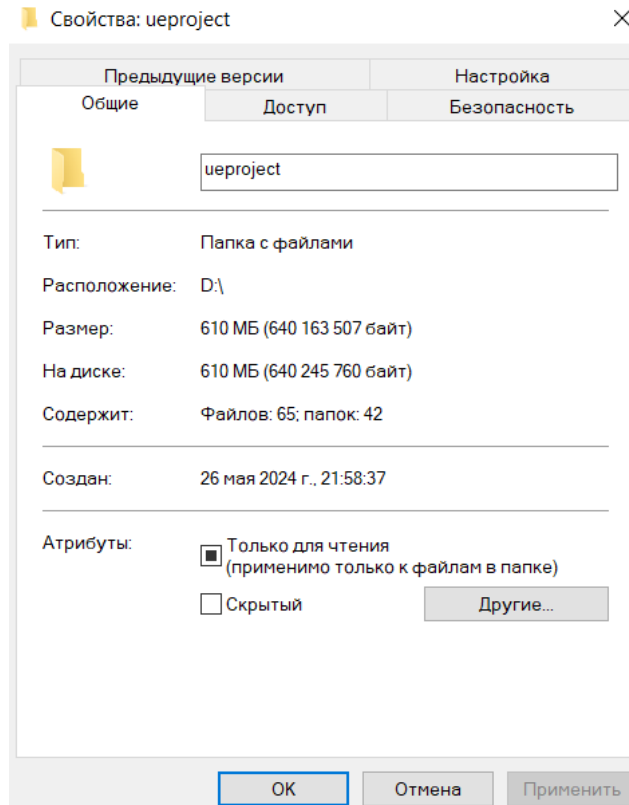 Свойства: ueproject
Предыдущие версии Настройка
Общие Доступ Безопасность
ueproject
Тип: Папка с файлами
Расположение: D:\
Размер: 610 МБ (640 163 507 байт)
На диске: 610 МБ (640 245 760 байт)
Содержит: Файлов: 65; папок: 42
Создан: 26 мая 2024 г., 21:58:37
Атрибуты: Только для чтения
(применимо только к файлам в папке)
Скрытый Другие...
ОК Отмена Применить